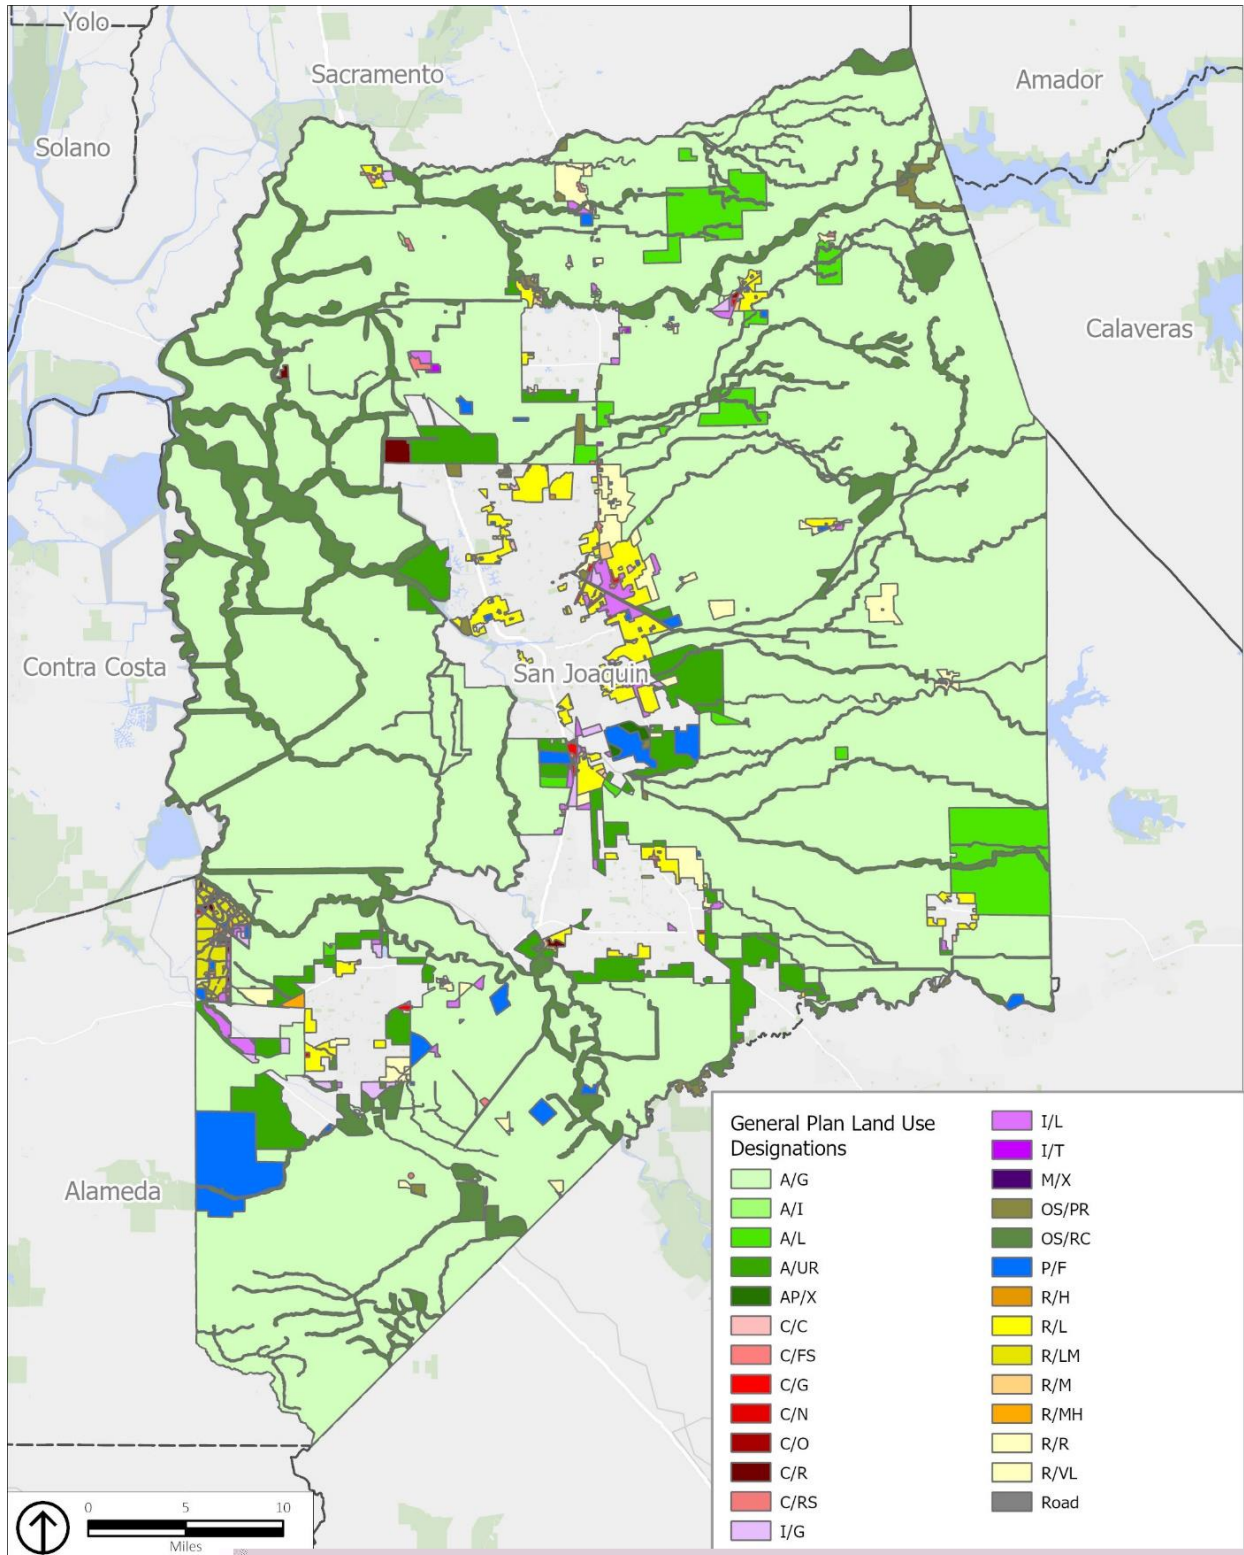 Yolo
Sacramento
Amador
Solano
Calaveras
Contra Costa
San Joaquin
Alameda
General Plan Land Use
Designations
A/G
A/I
A/L
A/UR
AP/X
C/C
C/FS
C/G
C/N
C/O
C/R
C/RS
I/G
I/L
I/T
M/X
OS/PR
OS/RC
P/F
R/H
R/L
R/LM
R/M
R/MH
R/R
R/VL
Road
0 5 10
Miles